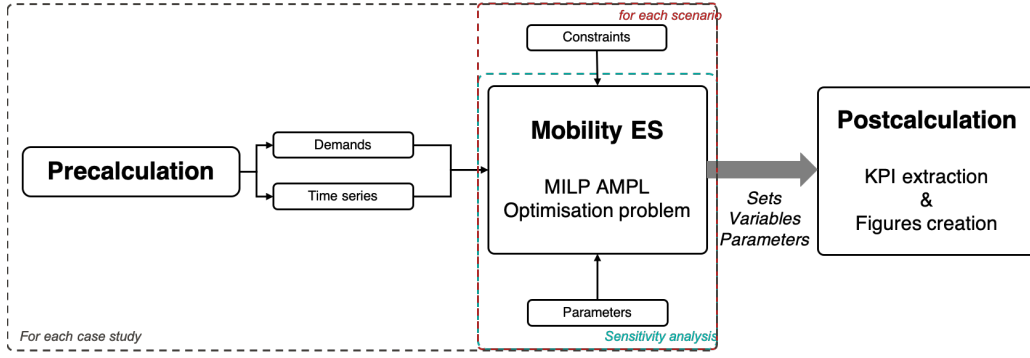 for each scenario
Constraints
Mobility ES
MILP AMPL
Optimisation problem
Precalculation
Demands
Time series
Sets
Variables
Parameters
Postcalculation
KPI extraction
&
Figures creation
Parameters
For each case study
Sensitivity analysis